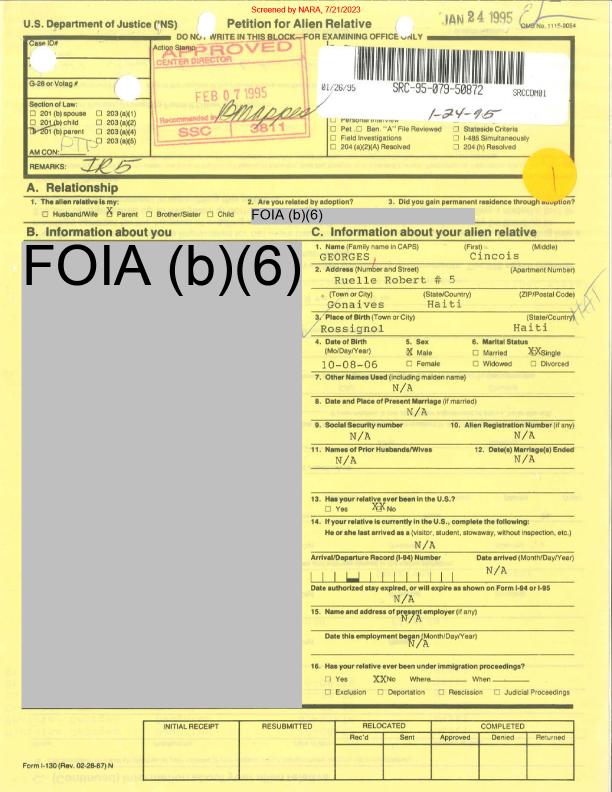 Screened by NARA, 7/21/2023
JAN 24 1995
U.S. Department of Justice (INS) Petition for Alien Relative OMB No. 1115-0054
DO NOT WRITE IN THIS BLOCK—FOR EXAMINING OFFICE ONLY
Case ID#
Action Stamp
APPROVED
CENTER DIRECTOR
FEB 07 1995
Recommended by
SSC 3811
G-28 or Volag #
Section of Law:
☐ 201 (b) spouse ☐ 203 (a)(1)
☐ 201 (b) child ☐ 203 (a)(2)
201 (b) parent ☐ 203 (a)(4)
☐ 203 (a)(5)
AM CON:
REMARKS: IR5
01/26/95 SRC-95-079-50872 SRCCDM01
1-24-95
☐ Personal Interview
☐ Pet. ☐ Ben. "A" File Reviewed ☐ Stateside Criteria
☐ Field Investigations ☐ I-485 Simultaneously
☐ 204 (a)(2)(A) Resolved ☐ 204 (h) Resolved
1
A. Relationship
1. The alien relative is my: 2. Are you related by adoption? 3. Did you gain permanent residence through adoption?
☐ Husband/Wife X Parent ☐ Brother/Sister ☐ Child
FOIA (b)(6)
B. Information about you
FOIA (b)(6)
C. Information about your alien relative
1. Name (Family name in CAPS) (First) (Middle)
GEORGES, Cincois
2. Address (Number and Street) (Apartment Number)
Ruelle Robert # 5
(Town or City) (State/Country) (ZIP/Postal Code)
Gonaives Haiti
3. Place of Birth (Town or City) (State/Country)
Rossignol Haiti
HAT
4. Date of Birth 5. Sex 6. Marital Status
(Mo/Day/Year) X Male ☐ Married XX Single
10-08-06 ☐ Female ☐ Widowed ☐ Divorced
7. Other Names Used (including maiden name)
N/A
8. Date and Place of Present Marriage (if married)
N/A
9. Social Security number 10. Alien Registration Number (if any)
N/A N/A
11. Names of Prior Husbands/Wives 12. Date(s) Marriage(s) Ended
N/A N/A
13. Has your relative ever been in the U.S.?
☐ Yes XX No
14. If your relative is currently in the U.S., complete the following:
He or she last arrived as a (visitor, student, stowaway, without inspection, etc.)
N/A
Arrival/Departure Record (I-94) Number Date arrived (Month/Day/Year)
N/A
Date authorized stay expired, or will expire as shown on Form I-94 or I-95
N/A
15. Name and address of present employer (if any)
N/A
Date this employment began (Month/Day/Year)
N/A
16. Has your relative ever been under immigration proceedings?
☐ Yes XX No Where When
☐ Exclusion ☐ Deportation ☐ Rescission ☐ Judicial Proceedings
INITIAL RECEIPT RESUBMITTED RELOCATED COMPLETED
Rec'd Sent Approved Denied Returned
Form I-130 (Rev. 02-28-87) N